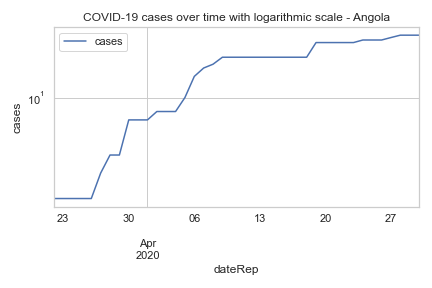 COVID-19 cases over time with logarithmic scale - Angola
cases
10¹
cases
23 30 06 13 20 27
Apr
2020
dateRep